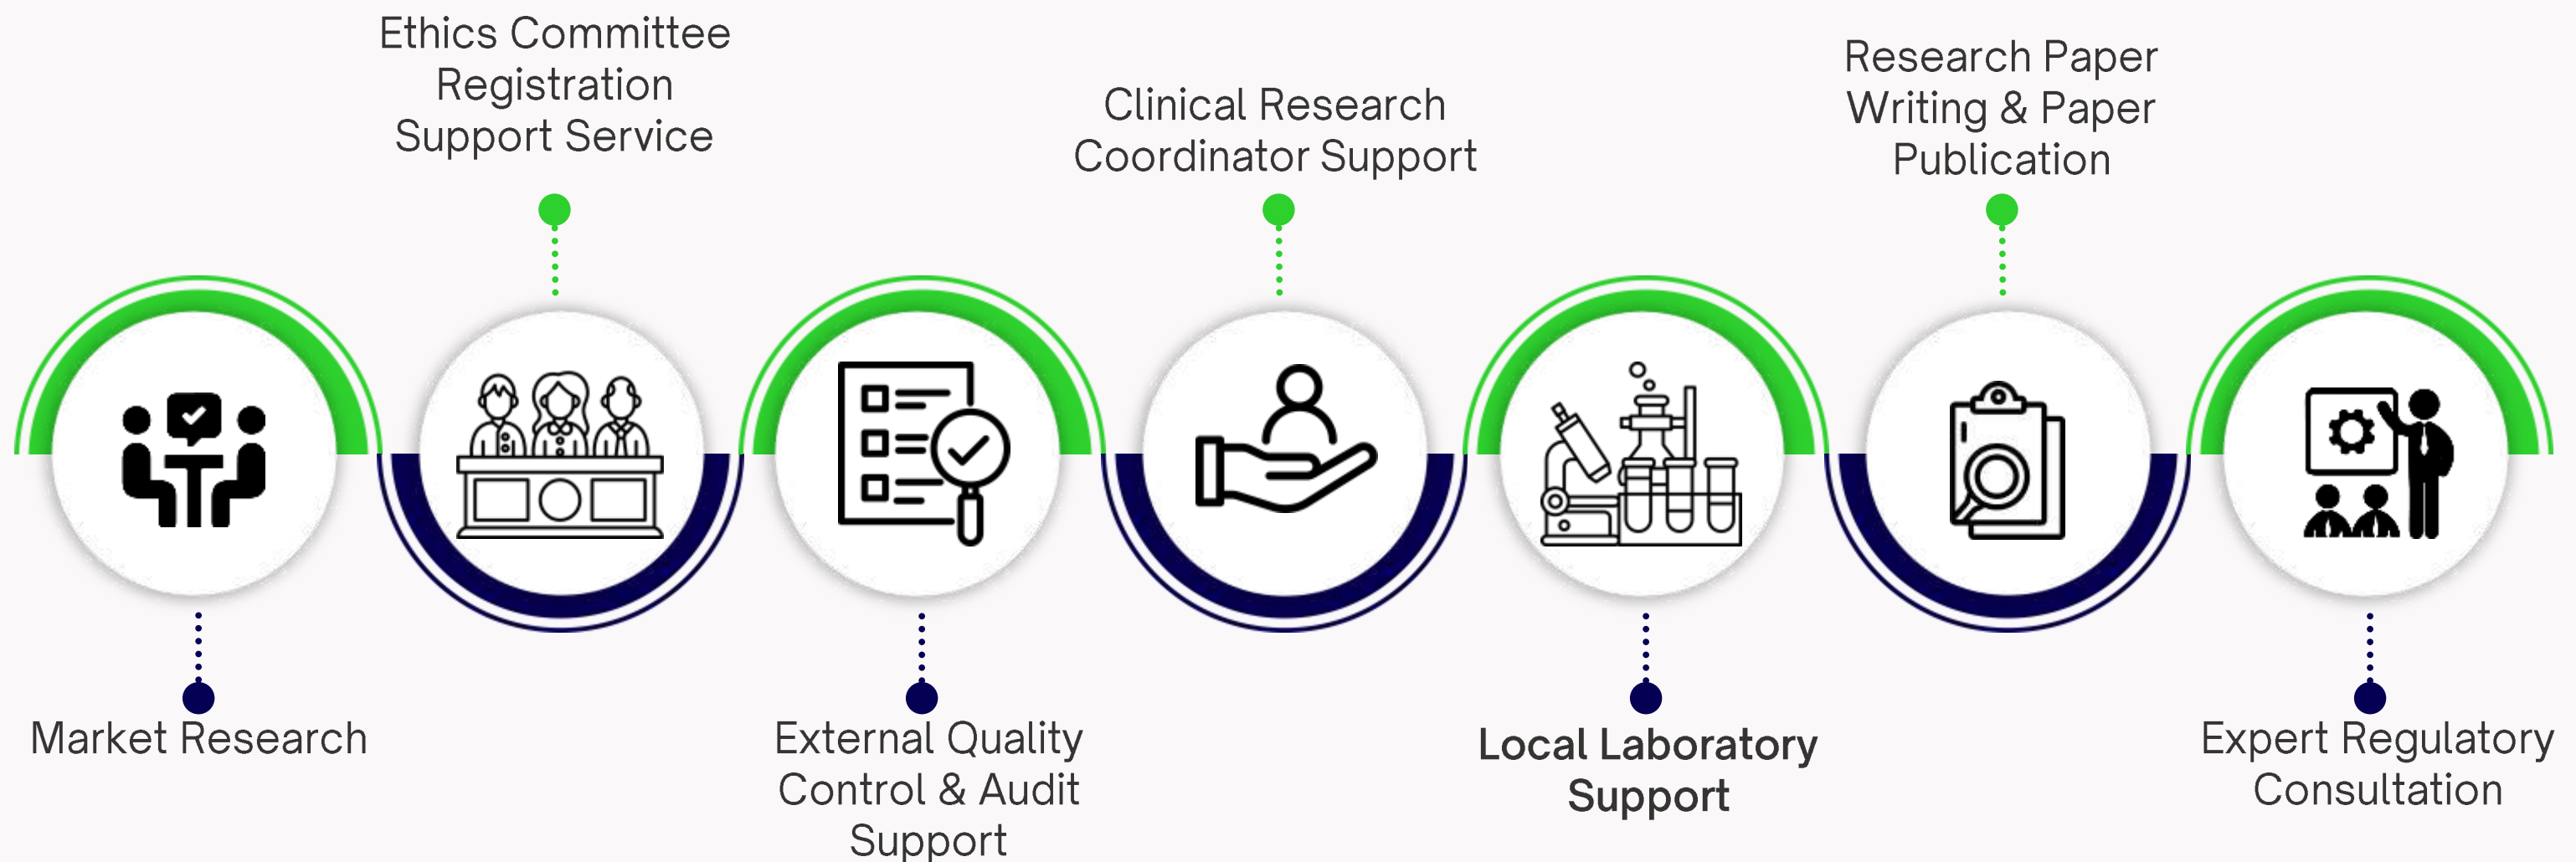 Market Research
Ethics Committee
Registration
Support Service
External Quality
Control & Audit
Support
Clinical Research
Coordinator Support
Local Laboratory
Support
Research Paper
Writing & Paper
Publication
Expert Regulatory
Consultation